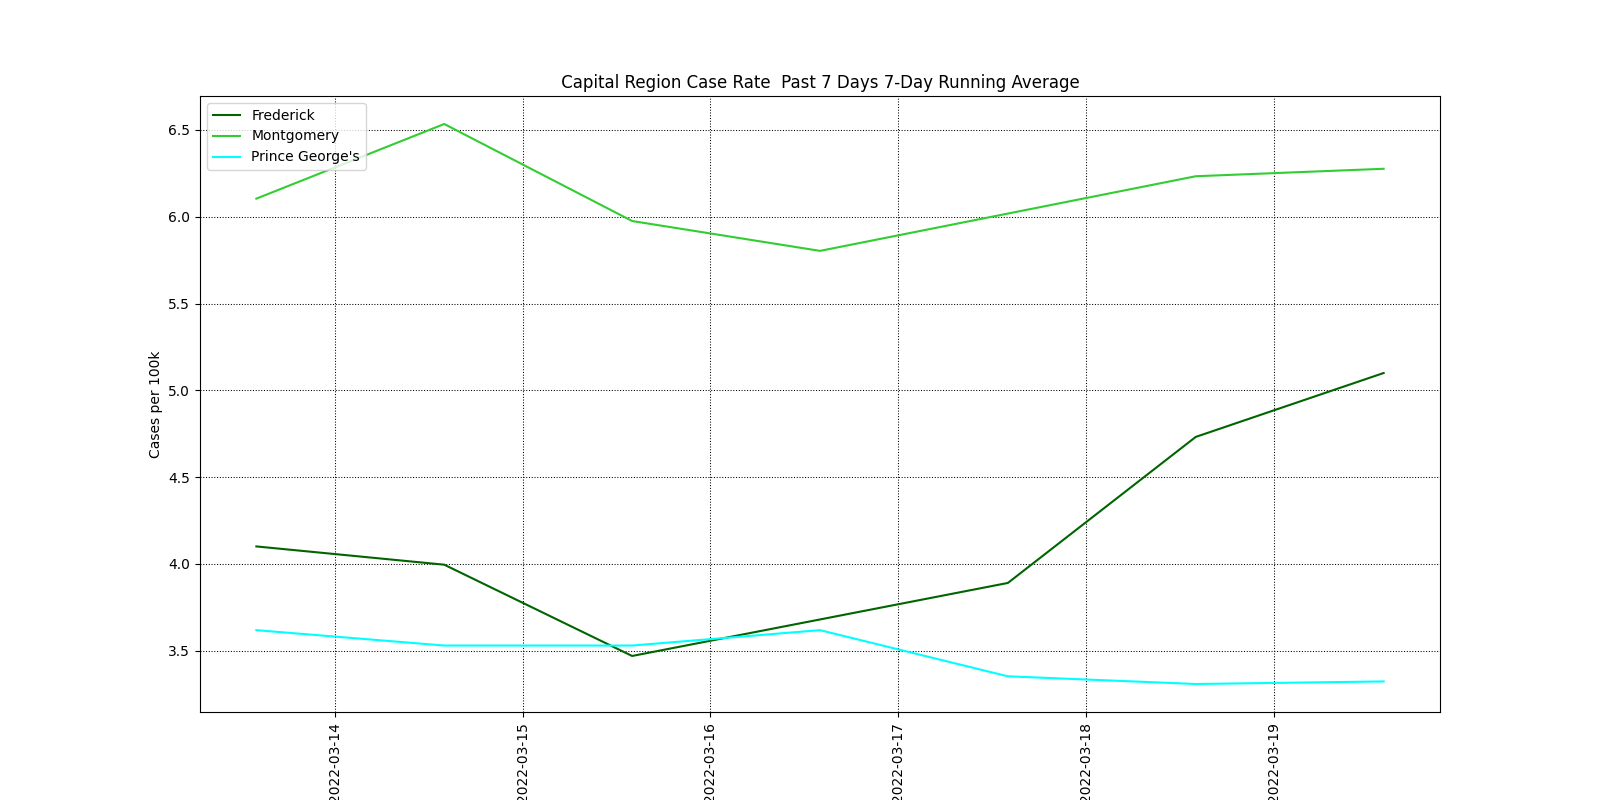 Capital Region Case Rate  Past 7 Days 7-Day Running Average
Frederick
Montgomery
Prince George's
6.5
6.0
5.5
5.0
4.5
4.0
3.5
Cases per 100k
2022-03-14
2022-03-15
2022-03-16
2022-03-17
2022-03-18
2022-03-19